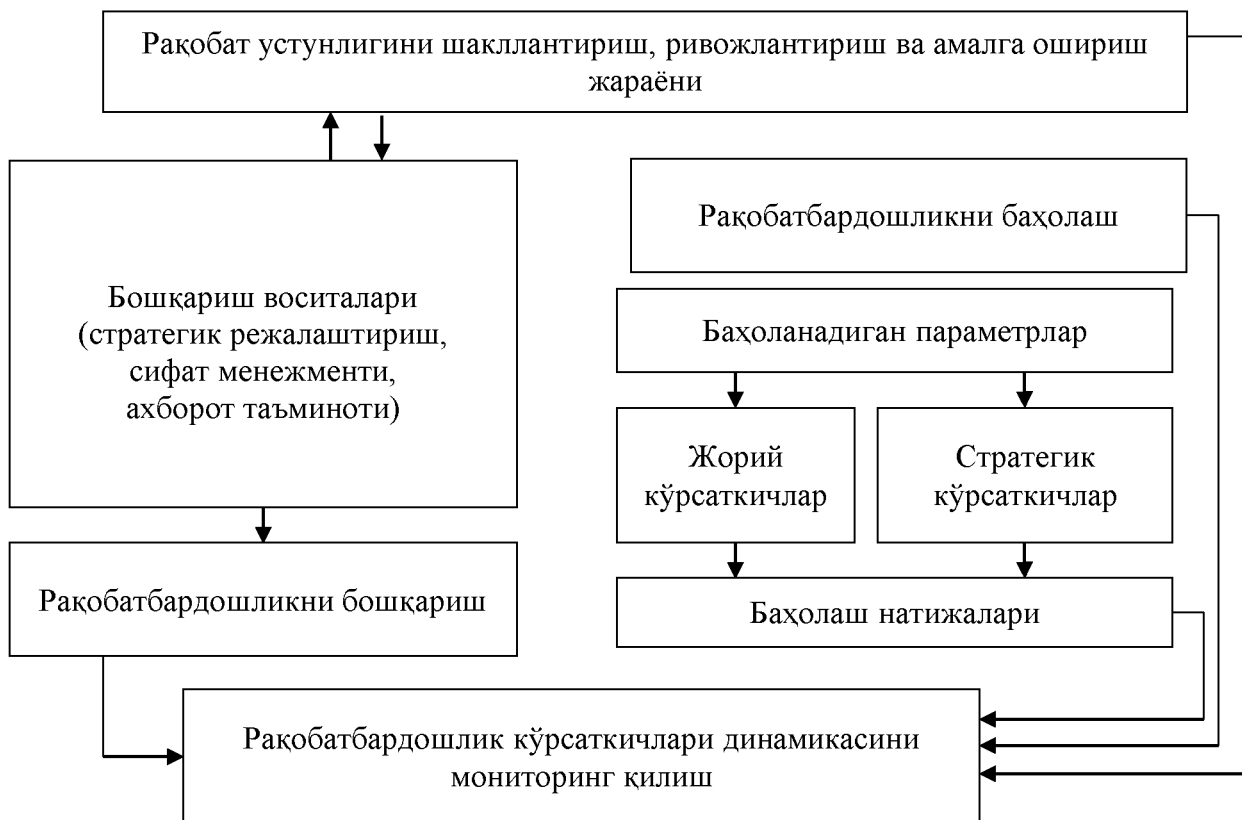 Рақобат устунлигини шакллантириш, ривожлантириш ва амалга ошириш
жараёни
Бошқариш воситалари
(стратегик режалаштириш,
сифат менежменти,
ахборот таъминоти)
Рақобатбардошликни бошқариш
Рақобатбардошликни баҳолаш
Баҳоланадиган параметрлар
Жорий
кўрсаткичлар
Стратегик
кўрсаткичлар
Баҳолаш натижалари
Рақобатбардошлик кўрсаткичлари динамикасини
мониторинг қилиш